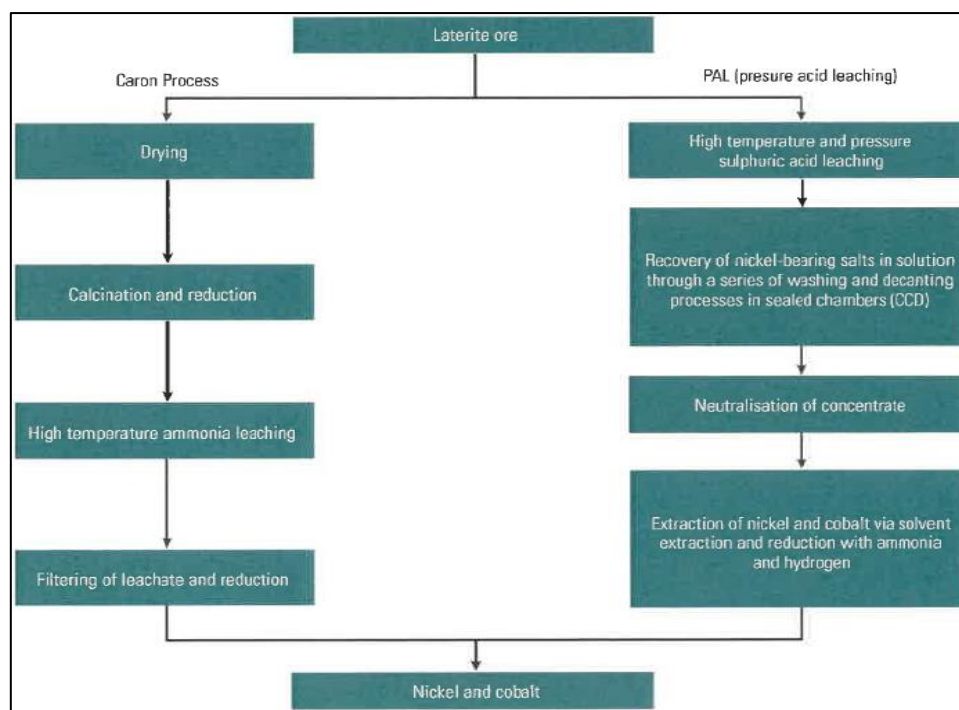 Laterite ore
Caron Process
PAL (presure acid leaching)
Drying
Calcination and reduction
High temperature ammonia leaching
Filtering of leachate and reduction
High temperature and pressure
sulphuric acid leaching
Recovery of nickel-bearing salts in solution
through a series of washing and decanting
processes in sealed chambers (CCD)
Neutralisation of concentrate
Extraction of nickel and cobalt via solvent
extraction and reduction with ammonia
and hydrogen
Nickel and cobalt